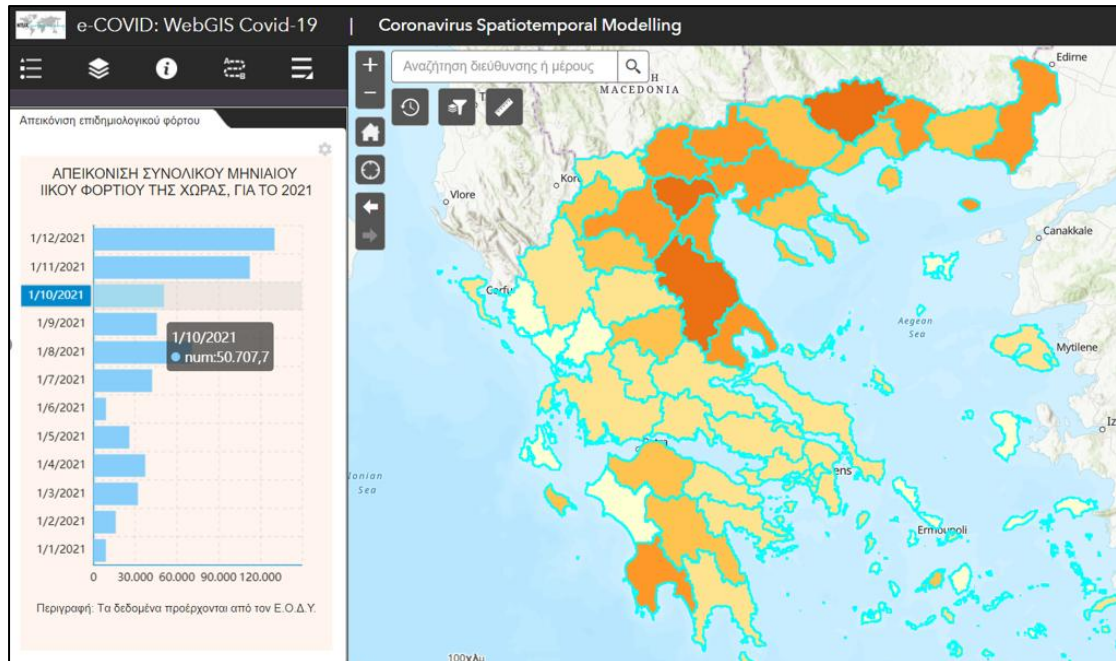 e-COVID: WebGIS Covid-19 | Coronavirus Spatiotemporal Modelling
Απεικόνιση επιδημιολογικού φόρτου
ΑΠΕΙΚΟΝΙΣΗ ΣΥΝΟΛΙΚΟΥ ΜΗΝΙΑΙΟΥ
ΙΙΚΟΥ ΦΟΡΤΙΟΥ ΤΗΣ ΧΩΡΑΣ, ΓΙΑ ΤΟ 2021
1/12/2021
1/11/2021
1/10/2021
1/9/2021
1/8/2021
1/7/2021
1/6/2021
1/5/2021
1/4/2021
1/3/2021
1/2/2021
1/1/2021
1/10/2021
num:50.707,7
0 30.000 60.000 90.000 120.000
Περιγραφή: Τα δεδομένα προέρχονται από τον Ε.Ο.Δ.Υ.
Αναζήτηση διεύθυνσης ή μέρους
MACEDONIA
Edirne
Vlore
Canakkale
Aegean
Sea
Mytilene
Ionian
Sea
Ermoupoli
100χλμ